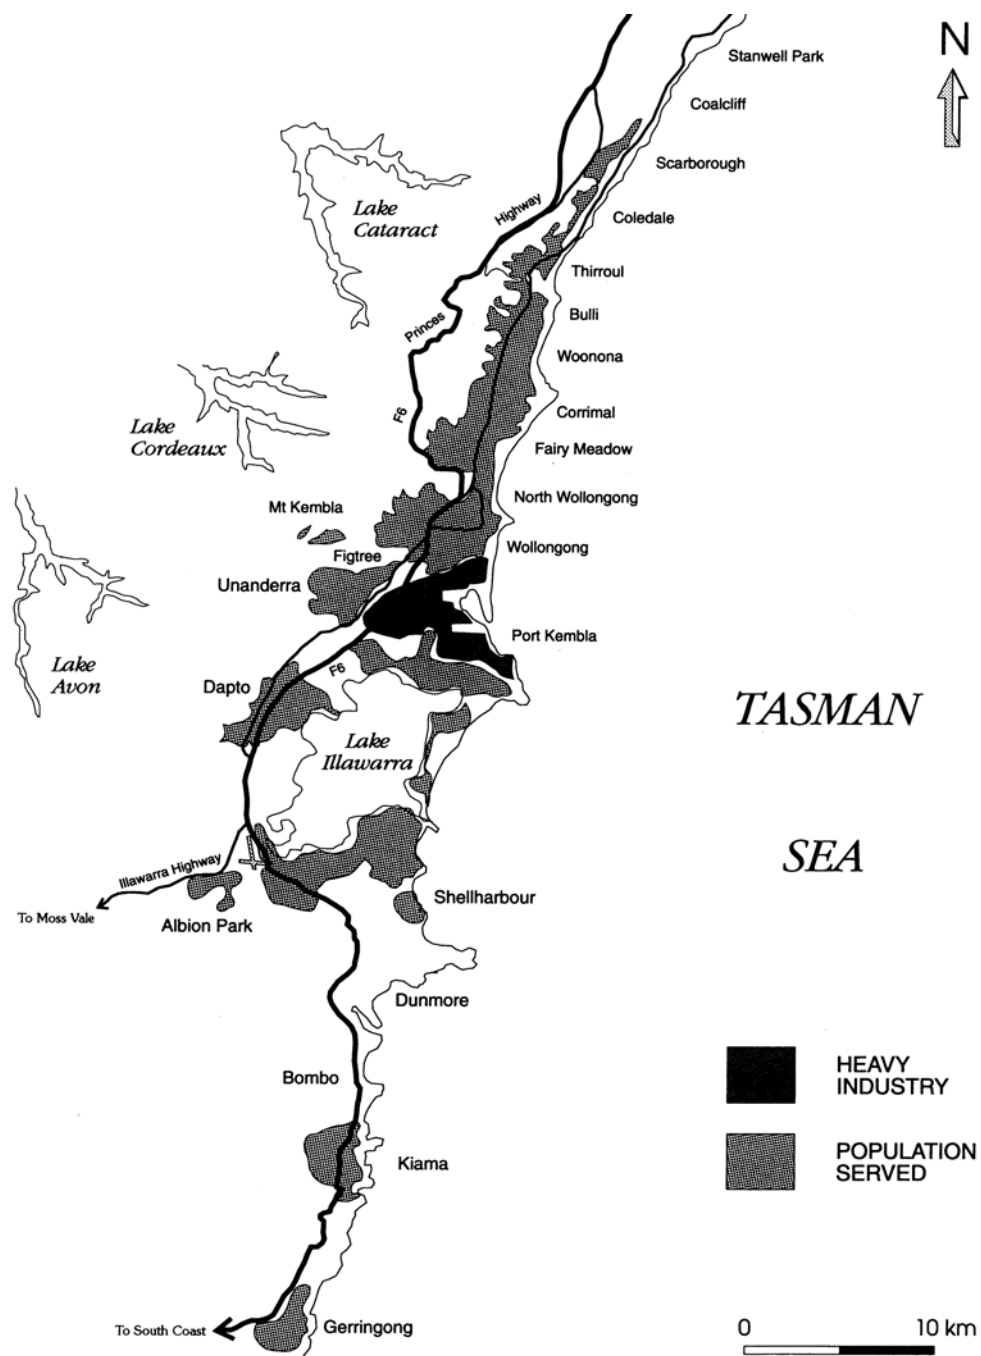 N
Stanwell Park
Coalcliff
Scarborough
Lake
Cataract
Highway
Coledale
Thirroul
Princes
Bulli
Woonona
F6
Corrimal
Lake
Cordeaux
Fairy Meadow
Mt Kembla
North Wollongong
Figtree
Wollongong
Unanderra
Port Kembla
Lake
Avon
F6
Dapto
TASMAN
Lake
Illawarra
SEA
Illawarra Highway
To Moss Vale
Shellharbour
Albion Park
Dunmore
HEAVY
INDUSTRY
Bombo
POPULATION
SERVED
Kiama
To South Coast
Gerringong
0
10 km